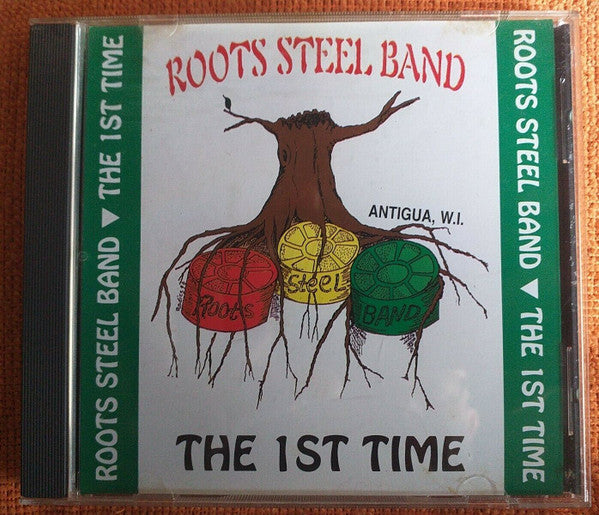 ROOTS STEEL BAND ▼ THE 1ST TIME
ROOTS STEEL BAND
ANTIGUA, W.I.
Roots
Steel
BAND
THE 1ST TIME
ROOTS STEEL BAND ▼ THE 1ST TIME